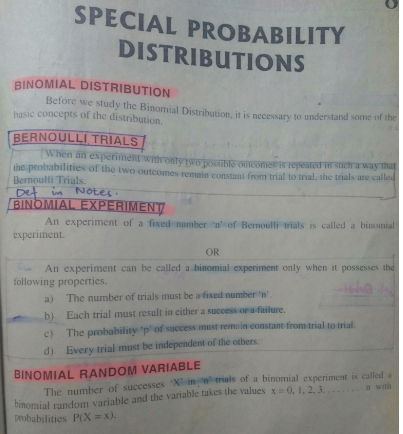 SPECIAL PROBABILITY
DISTRIBUTIONS
BINOMIAL DISTRIBUTION
Before we study the Binomial Distribution, it is necessary to understand some of the
basic concepts of the distribution.
BERNOULLI TRIALS
When an experiment with only two possible outcomes is repeated in such a way that
the probabilities of the two outcomes remain constant from trial to trial, the trials are called
Bernoulli Trials.
Def in Notes.
BINOMIAL EXPERIMENT
An experiment of a fixed number 'n' of Bernoulli trials is called a binomial
experiment.
OR
An experiment can be called a binomial experiment only when it possesses the
following properties.
a) The number of trials must be a fixed number 'n'.
b) Each trial must result in either a success or a failure.
c) The probability 'p' of success must remain constant from trial to trial.
d) Every trial must be independent of the others.
BINOMIAL RANDOM VARIABLE
The number of successes 'X' in 'n' trials of a binomial experiment is called a
binomial random variable and the variable takes the values x = 0, 1, 2, 3, ........ n with
probabilities P(X = x).